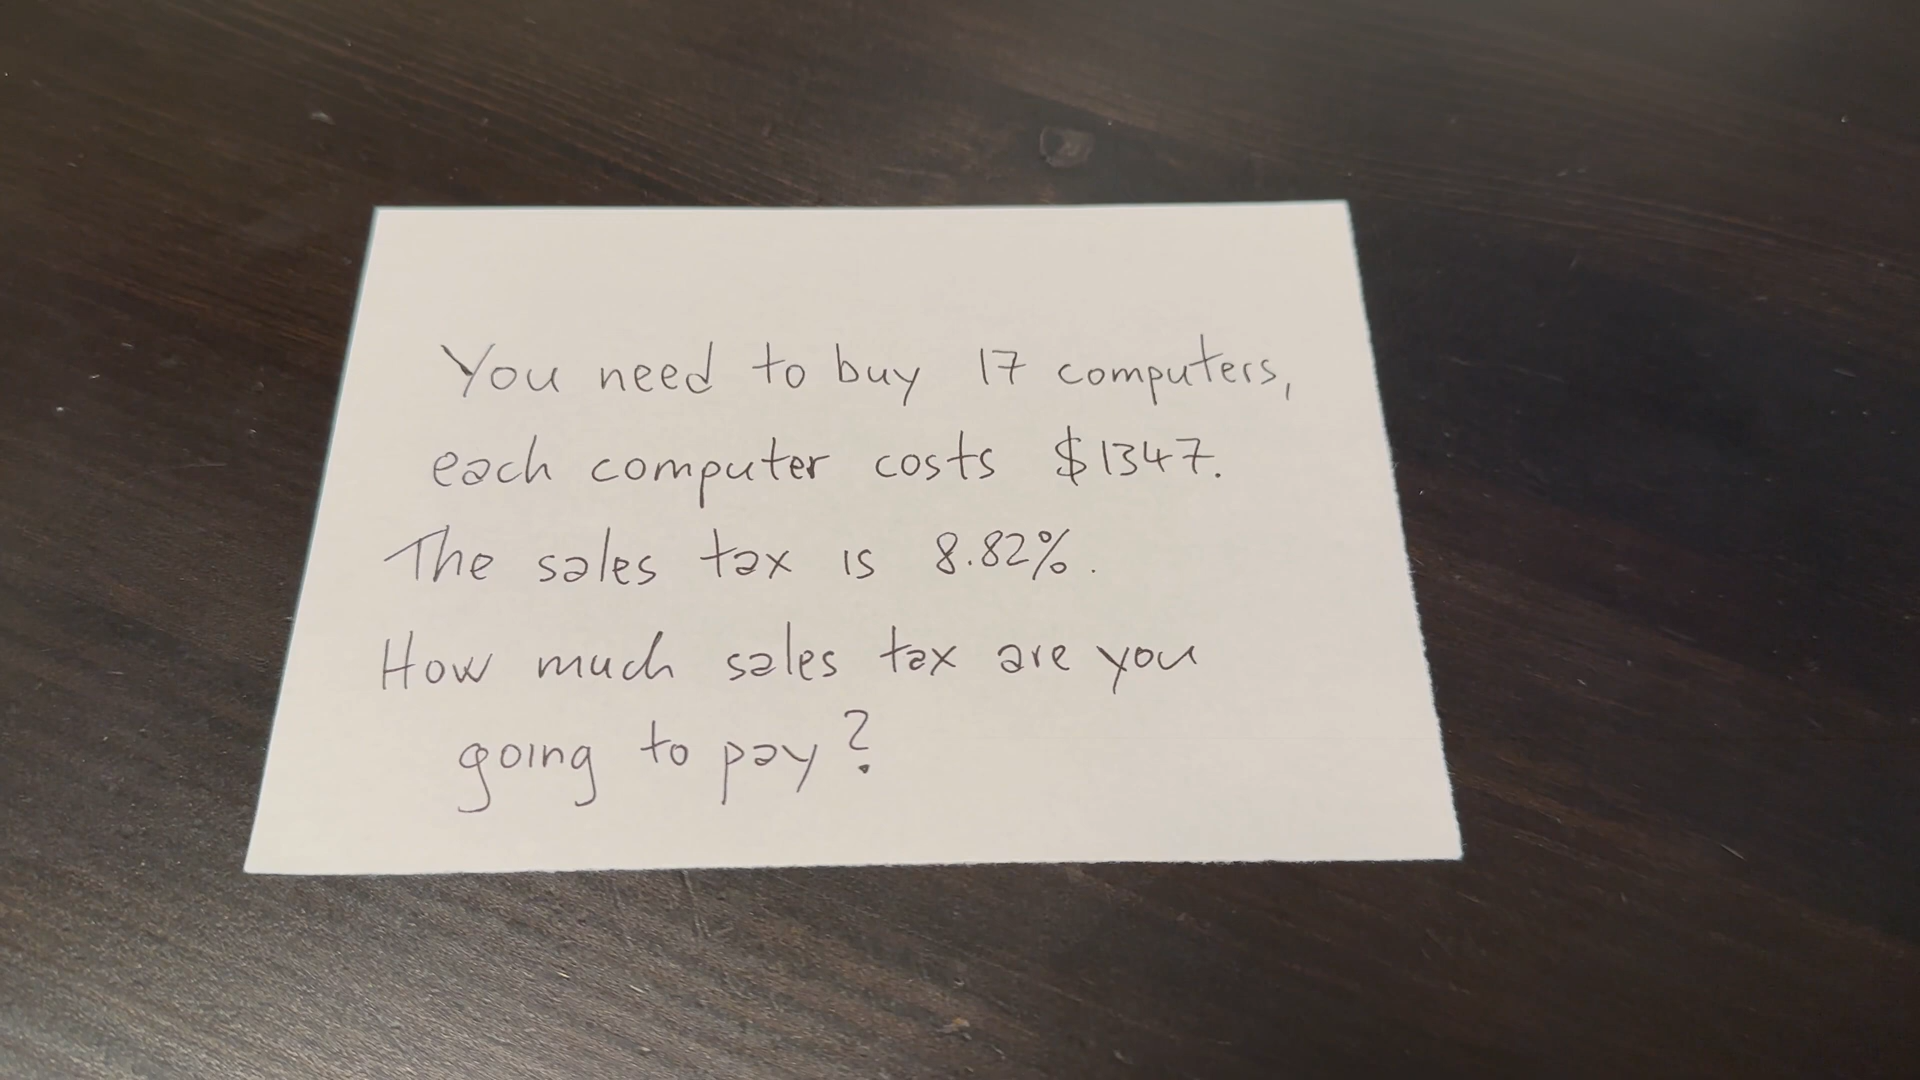 You need to buy 17 computers,
each computer costs $1347.
The sales tax is 8.82%.
How much sales tax are you
going to pay?